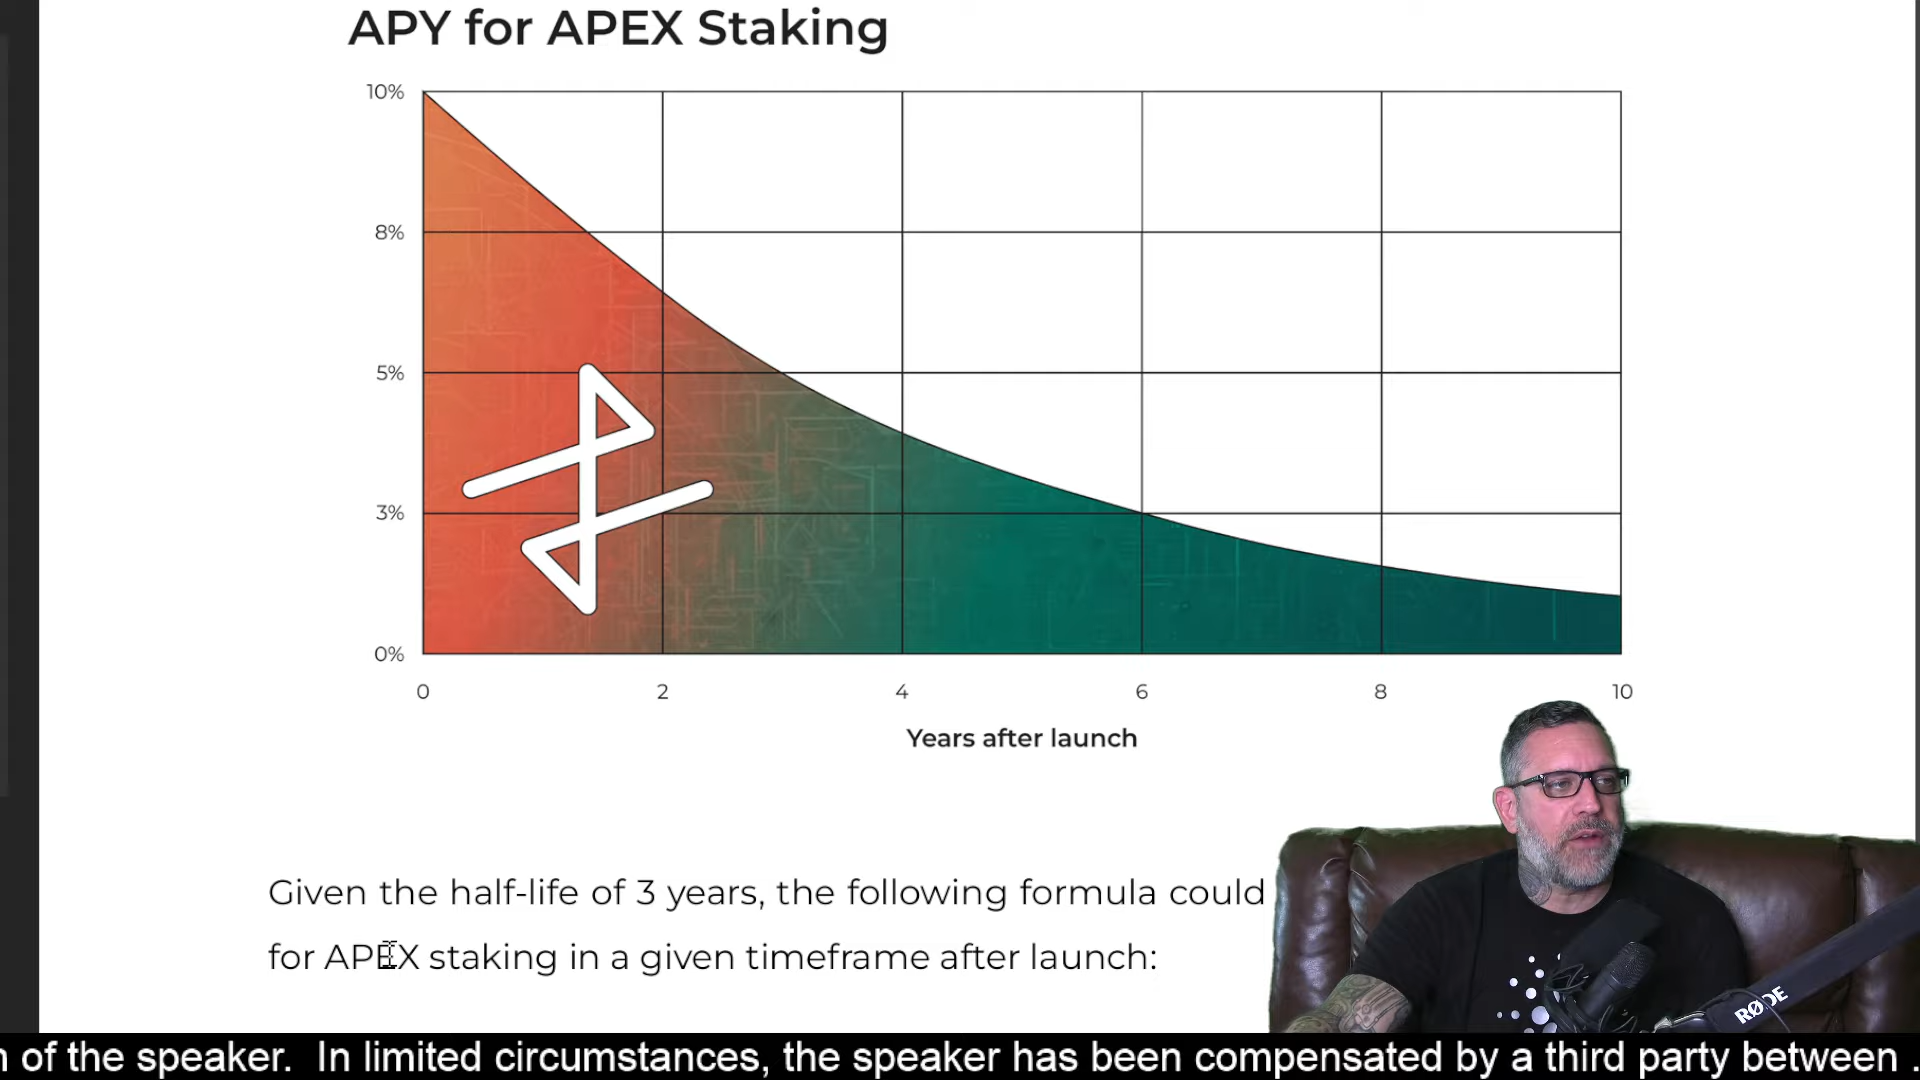 APY for APEX Staking
10%
8%
5%
3%
0%
0 2 4 6 8 10
Years after launch
Given the half-life of 3 years, the following formula could
for APEX staking in a given timeframe after launch:
RØDE
of the speaker. In limited circumstances, the speaker has been compensated by a third party between